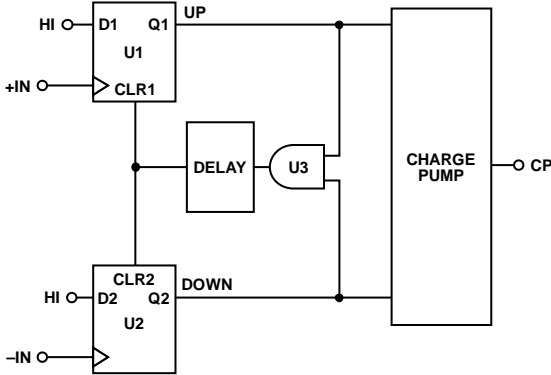 UP
HI D1 Q1
U1
+IN
CLR1
DELAY
U3
CHARGE
PUMP
CP
CLR2
DOWN
HI D2 Q2
U2
–IN